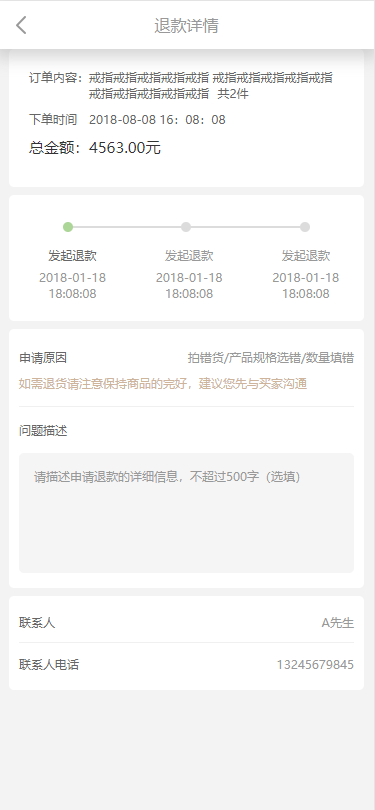 退款详情
订单内容：戒指戒指戒指戒指戒指 戒指戒指戒指戒指戒指
戒指戒指戒指戒指戒指 共2件
下单时间 2018-08-08 16：08：08
总金额：4563.00元
发起退款 发起退款 发起退款
2018-01-18 2018-01-18 2018-01-18
18:08:08 18:08:08 18:08:08
申请原因 拍错货/产品规格选错/数量填错
如需退货请注意保持商品的完好，建议您先与买家沟通
问题描述
请描述申请退款的详细信息，不超过500字（选填）
联系人 A先生
联系人电话 13245679845